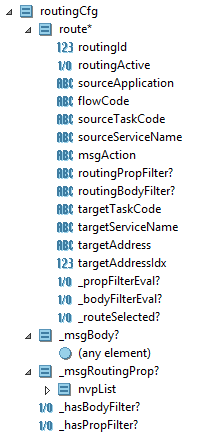 routingCfg
route*
123 routingId
1/0 routingActive
ABC sourceApplication
ABC flowCode
ABC sourceTaskCode
ABC sourceServiceName
ABC msgAction
ABC routingPropFilter?
ABC routingBodyFilter?
ABC targetTaskCode
ABC targetServiceName
ABC targetAddress
123 targetAddressIdx
1/0 _propFilterEval?
1/0 _bodyFilterEval?
1/0 _routeSelected?
_msgBody?
(any element)
_msgRoutingProp?
nvpList
1/0 _hasBodyFilter?
1/0 _hasPropFilter?